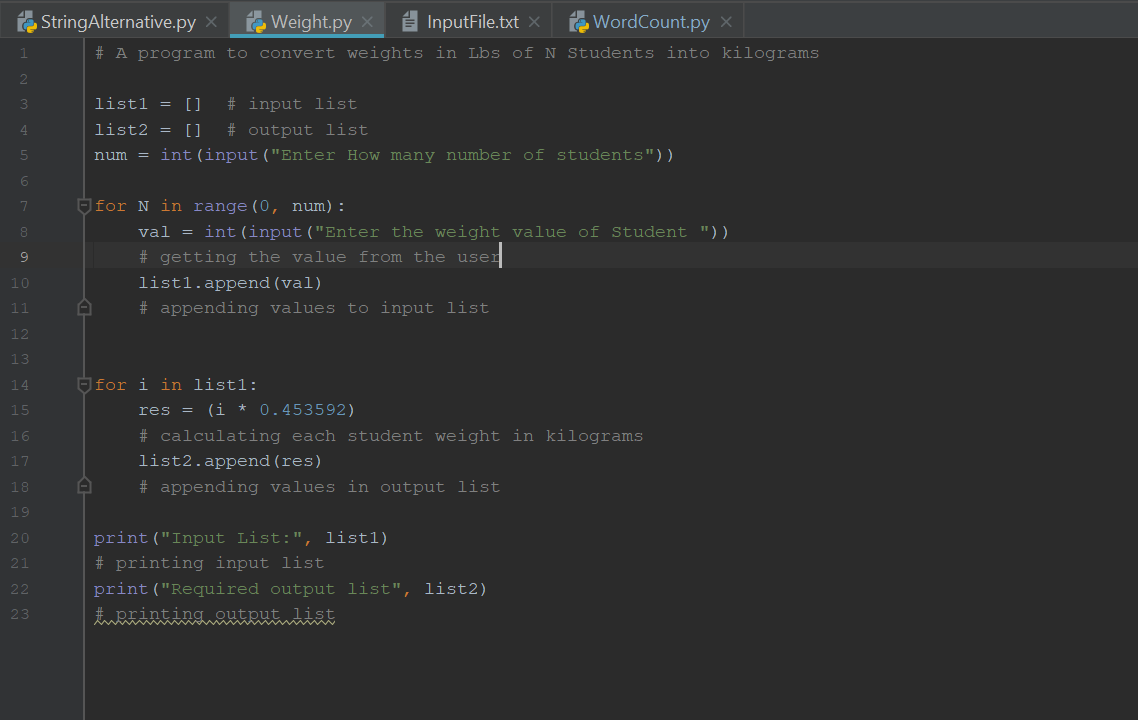 StringAlternative.py Weight.py InputFile.txt WordCount.py
1 # A program to convert weights in Lbs of N Students into kilograms
2
3 list1 = []  # input list
4 list2 = []  # output list
5 num = int(input("Enter How many number of students"))
6
7 for N in range(0, num):
8     val = int(input("Enter the weight value of Student "))
9     # getting the value from the user
10     list1.append(val)
11     # appending values to input list
12
13
14 for i in list1:
15     res = (i * 0.453592)
16     # calculating each student weight in kilograms
17     list2.append(res)
18     # appending values in output list
19
20 print("Input List:", list1)
21 # printing input list
22 print("Required output list", list2)
23 # printing output list